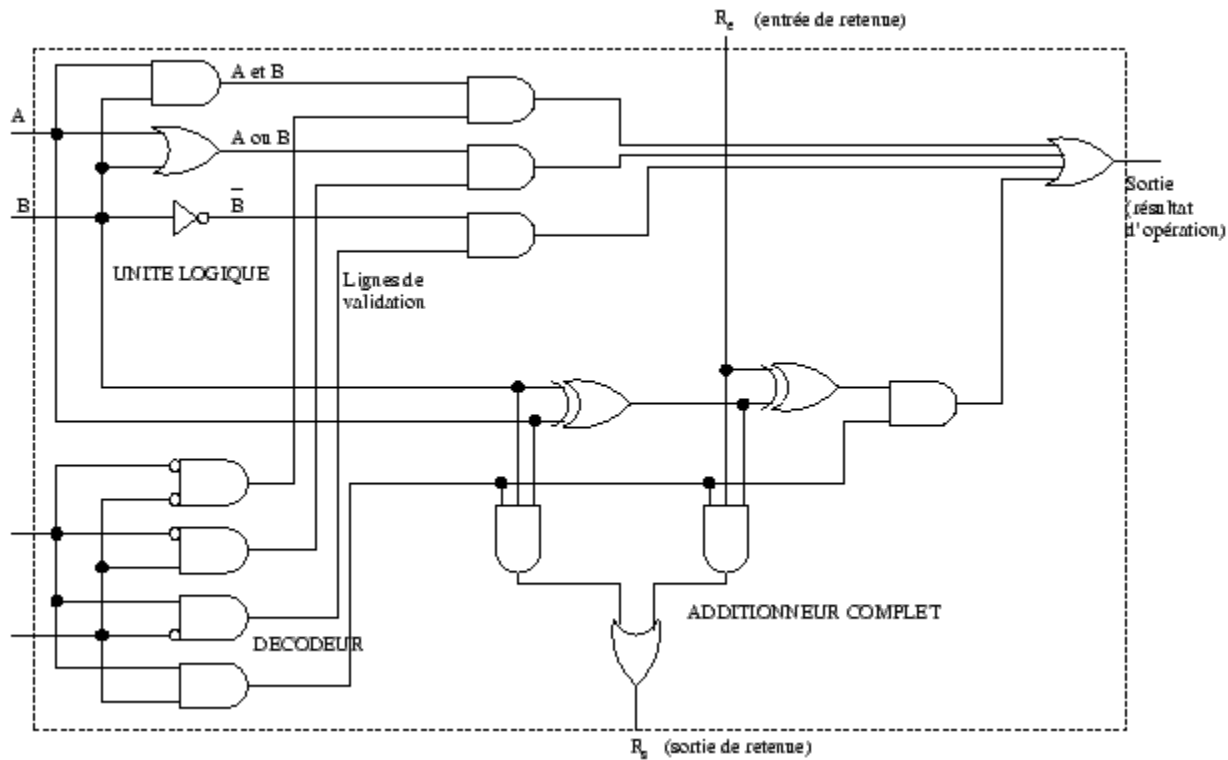 Re (entrée de retenue)
A et B
A
A ou B
B
B̅
Sortie
(résultat
d'opération)
UNITE LOGIQUE
Lignes de
validation
ADDITIONNEUR COMPLET
DECODEUR
Rs (sortie de retenue)